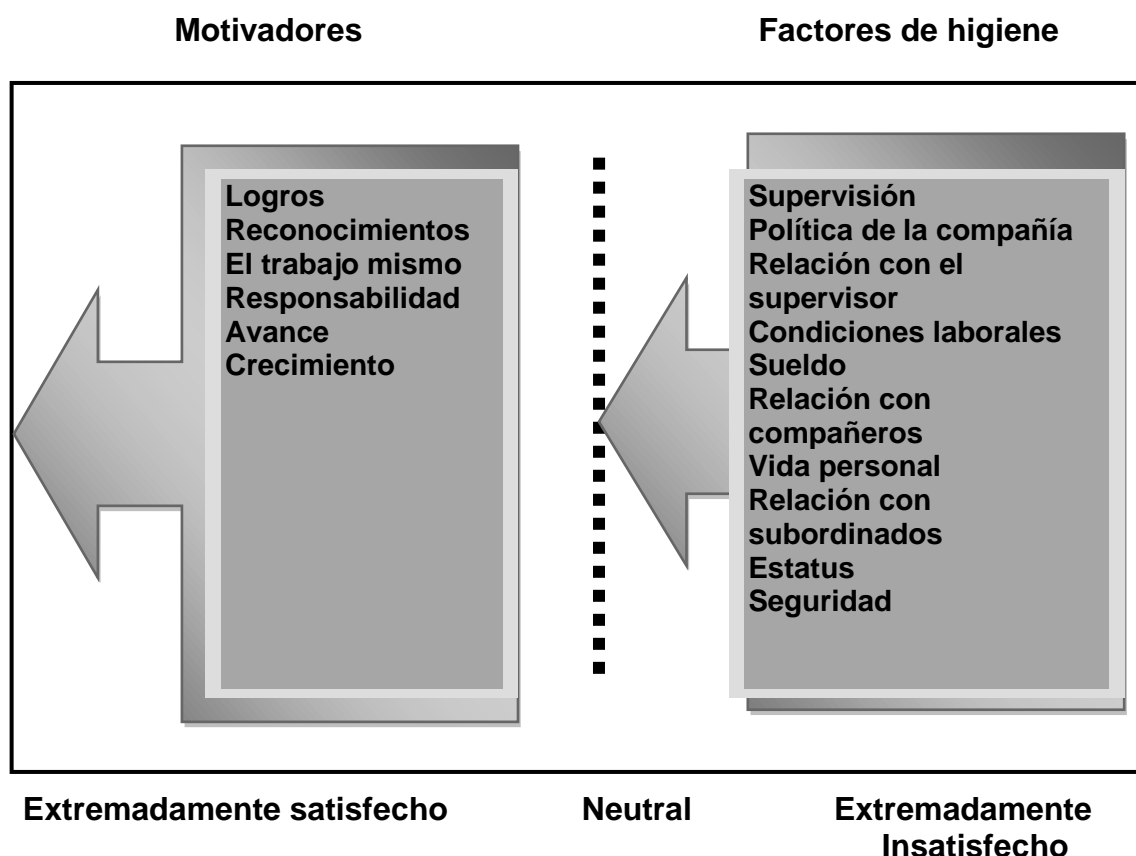 Motivadores
Factores de higiene
Logros
Reconocimientos
El trabajo mismo
Responsabilidad
Avance
Crecimiento
Supervisión
Política de la compañía
Relación con el
supervisor
Condiciones laborales
Sueldo
Relación con
compañeros
Vida personal
Relación con
subordinados
Estatus
Seguridad
Extremadamente satisfecho
Neutral
Extremadamente
Insatisfecho